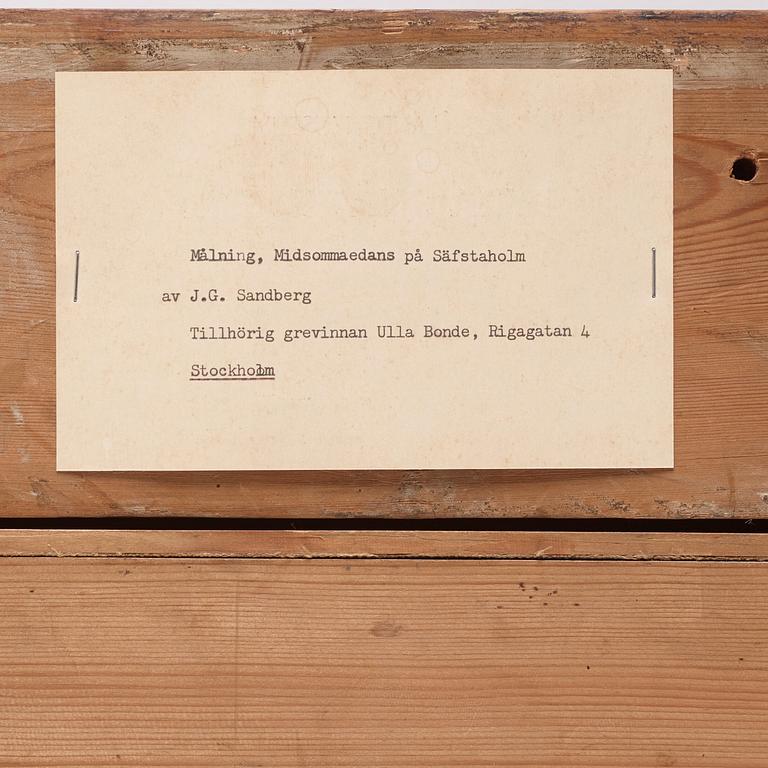 Målning, Midsommaedans på Säfstaholm
av J.G. Sandberg
Tillhörig grevinnan Ulla Bonde, Rigagatan 4
Stockholm